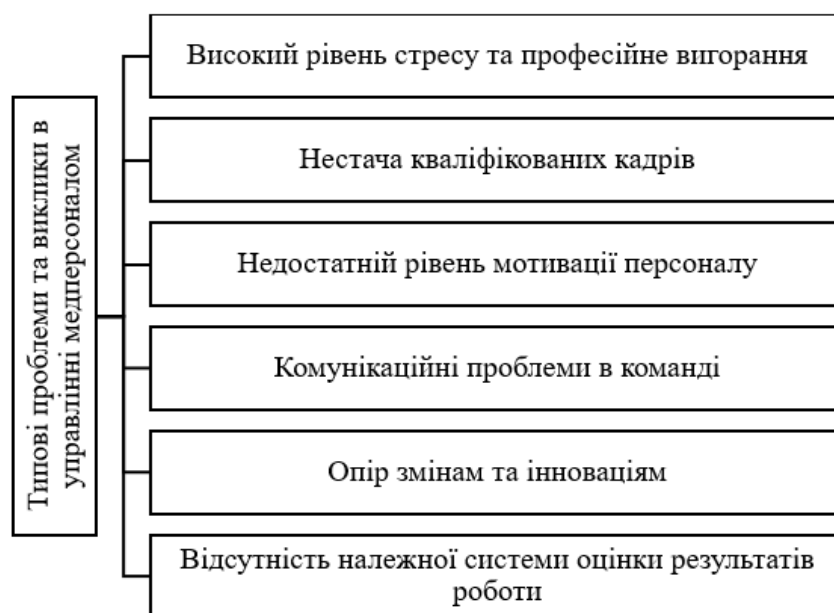 Типові проблеми та виклики в
управлінні медперсоналом
Високий рівень стресу та професійне вигорання
Нестача кваліфікованих кадрів
Недостатній рівень мотивації персоналу
Комунікаційні проблеми в команді
Опір змінам та інноваціям
Відсутність належної системи оцінки результатів
роботи